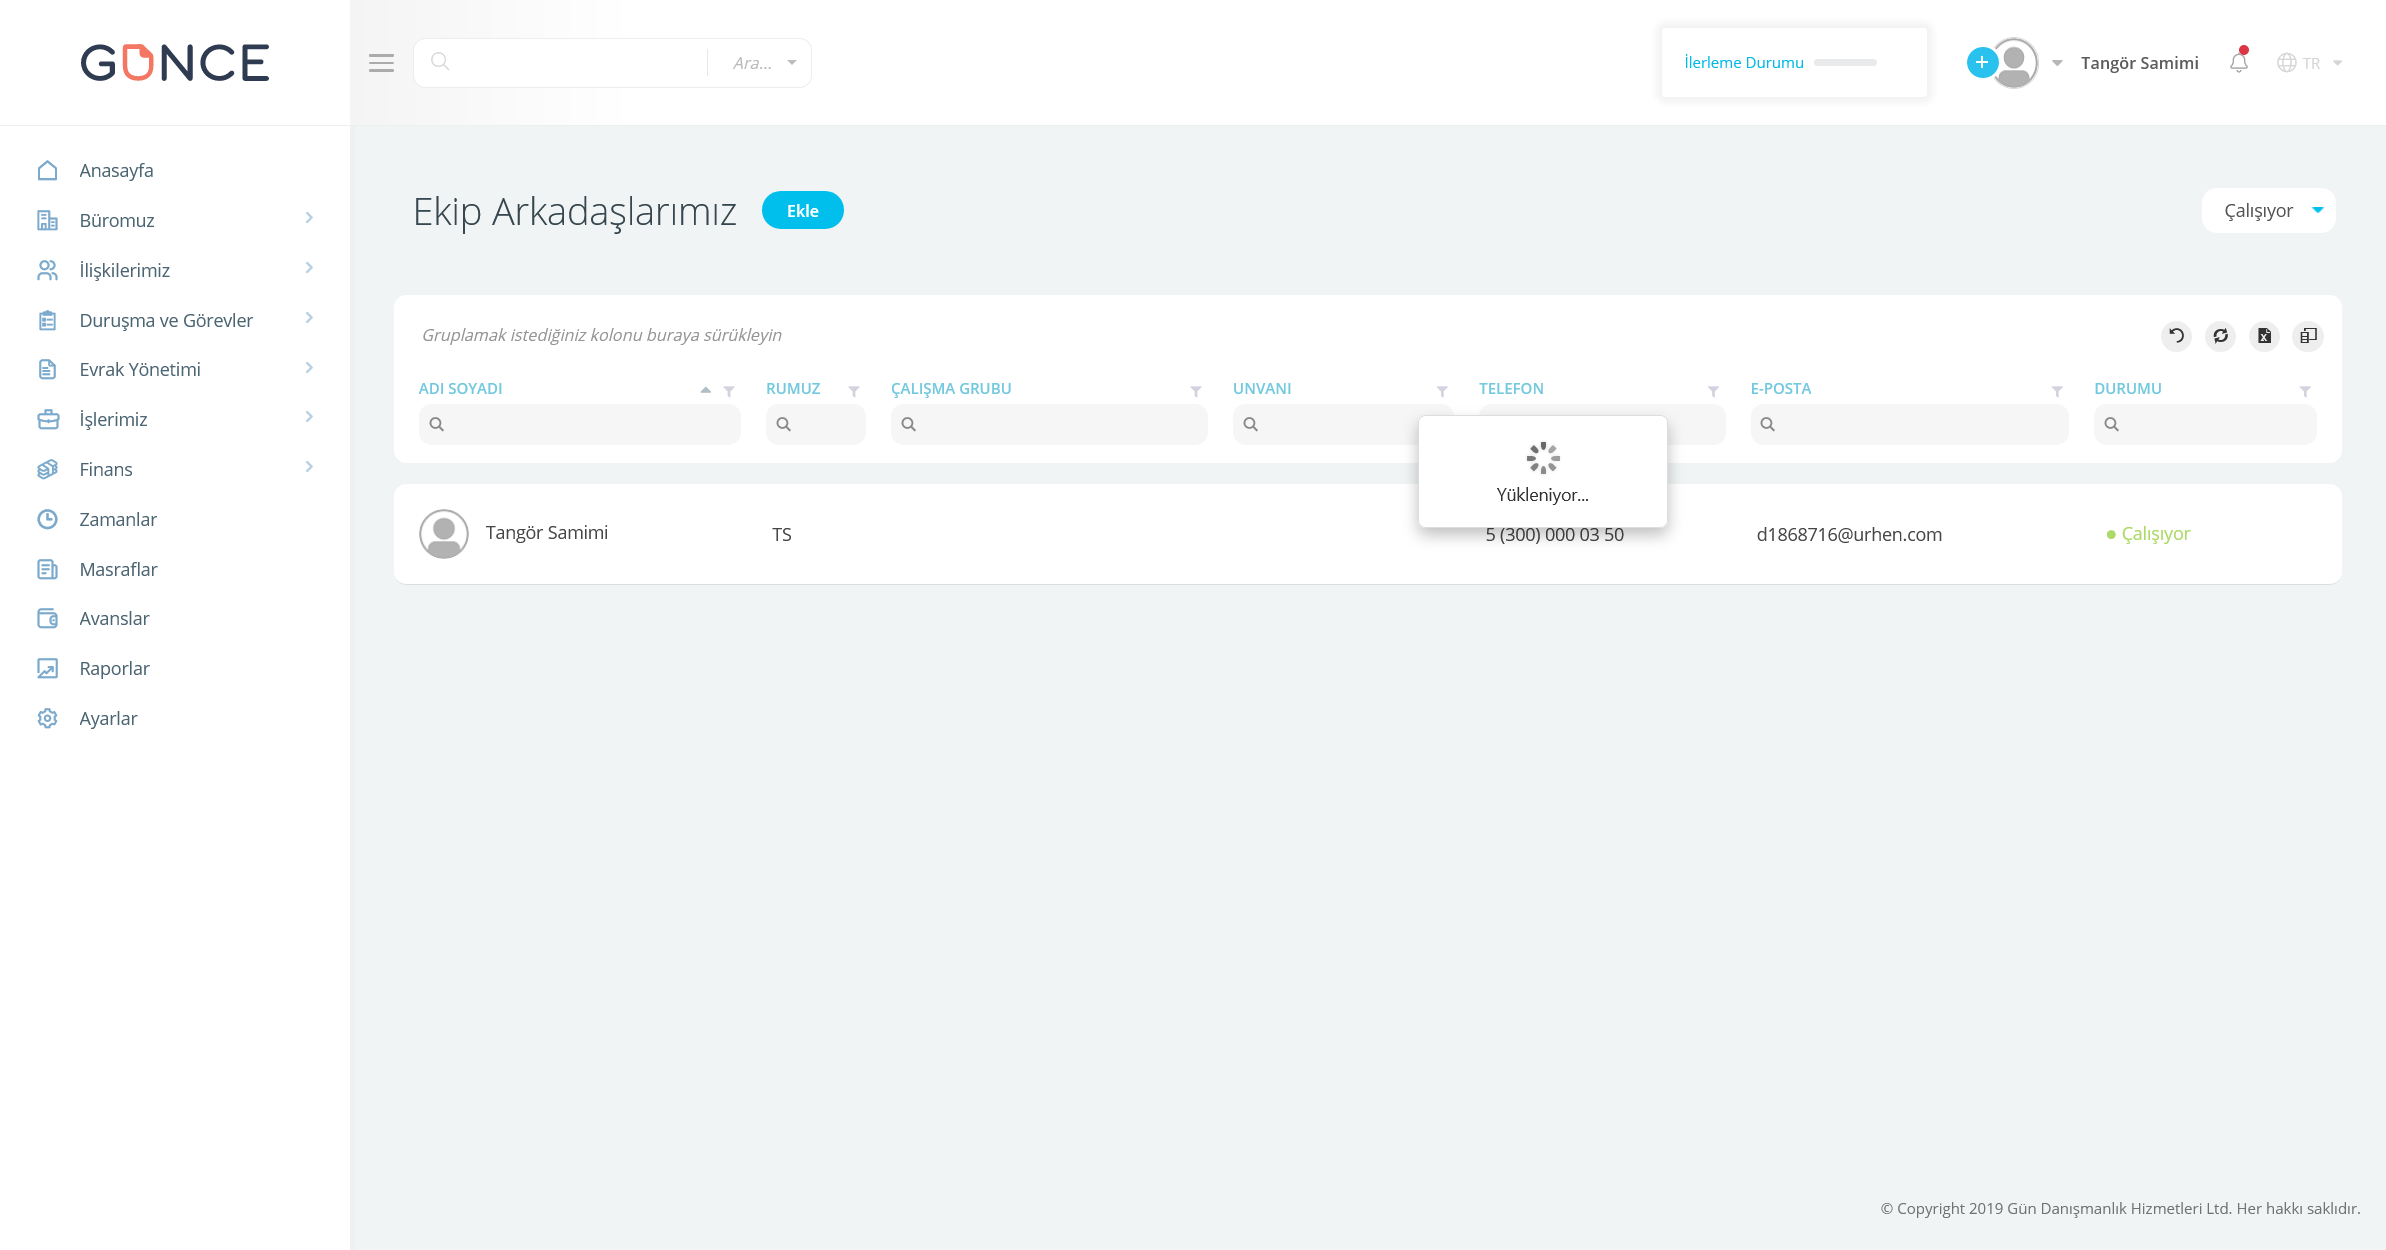 GÜNCE
Ara...
İlerleme Durumu
Tangör Samimi
TR
Anasayfa
Büromuz
İlişkilerimiz
Duruşma ve Görevler
Evrak Yönetimi
İşlerimiz
Finans
Zamanlar
Masraflar
Avanslar
Raporlar
Ayarlar
Ekip Arkadaşlarımız
Ekle
Çalışıyor
Gruplamak istediğiniz kolonu buraya sürükleyin
ADI SOYADI RUMUZ ÇALIŞMA GRUBU UNVANI TELEFON E-POSTA DURUMU
Yükleniyor...
Tangör Samimi TS 5 (300) 000 03 50 d1868716@urhen.com Çalışıyor
© Copyright 2019 Gün Danışmanlık Hizmetleri Ltd. Her hakkı saklıdır.